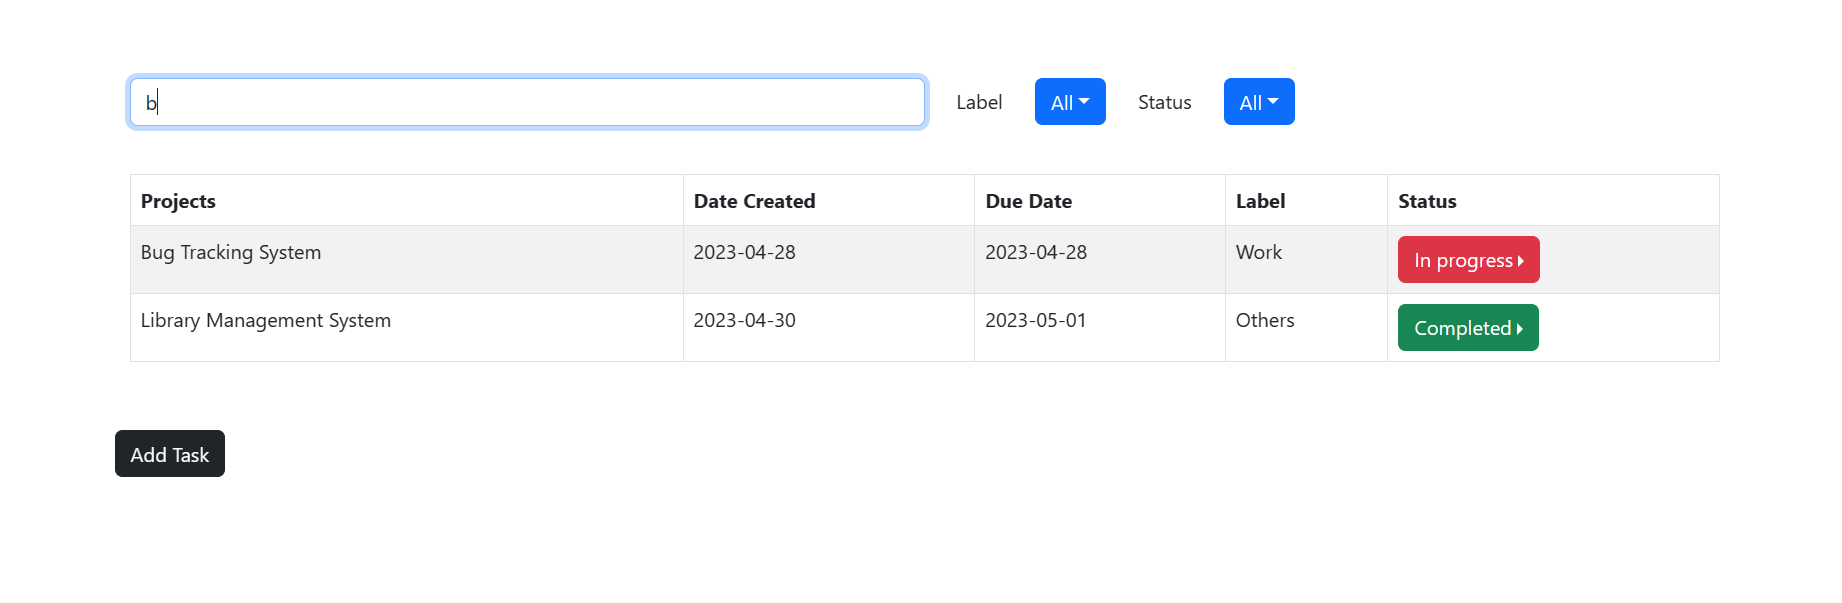 b Label All Status All
Projects Date Created Due Date Label Status
Bug Tracking System 2023-04-28 2023-04-28 Work In progress
Library Management System 2023-04-30 2023-05-01 Others Completed
Add Task